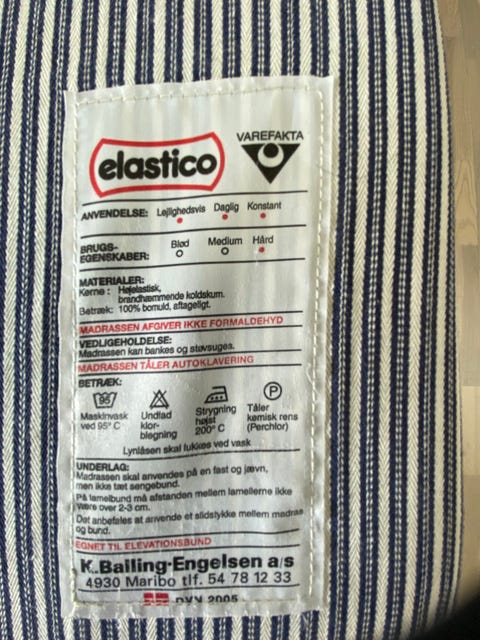 elastico
VAREFAKTA
ANVENDELSE: Lejlighedsvis Daglig Konstant
BRUGS-
EGENSKABER: Blød Medium Hård
MATERIALER:
Kerne: Højelastisk,
brandhæmmende koldskum.
Betræk: 100% bomuld, aftageligt.
MADRASSEN AFGIVER IKKE FORMALDEHYD
VEDLIGEHOLDELSE:
Madrassen kan bankes og støvsuges.
MADRASSEN TÅLER AUTOKLAVERING
BETRÆK:
95 P
Maskinvask
ved 95° C
Undlad
klor-
blegning
Strygning
højst
200° C
Tåler
kemisk rens
(Perchlor)
Lynlåsen skal lukkes ved vask
UNDERLAG:
Madrassen skal anvendes på en fast og jævn,
men ikke tæt sengebund.
På lamelbund må afstanden mellem lamellerne ikke
være over 2-3 cm.
Det anbefales at anvende et slidstykke mellem madras
og bund.
EGNET TIL ELEVATIONSBUND
K. Balling-Engelsen a/s
4930 Maribo tlf. 54 78 12 33
DVN 2005